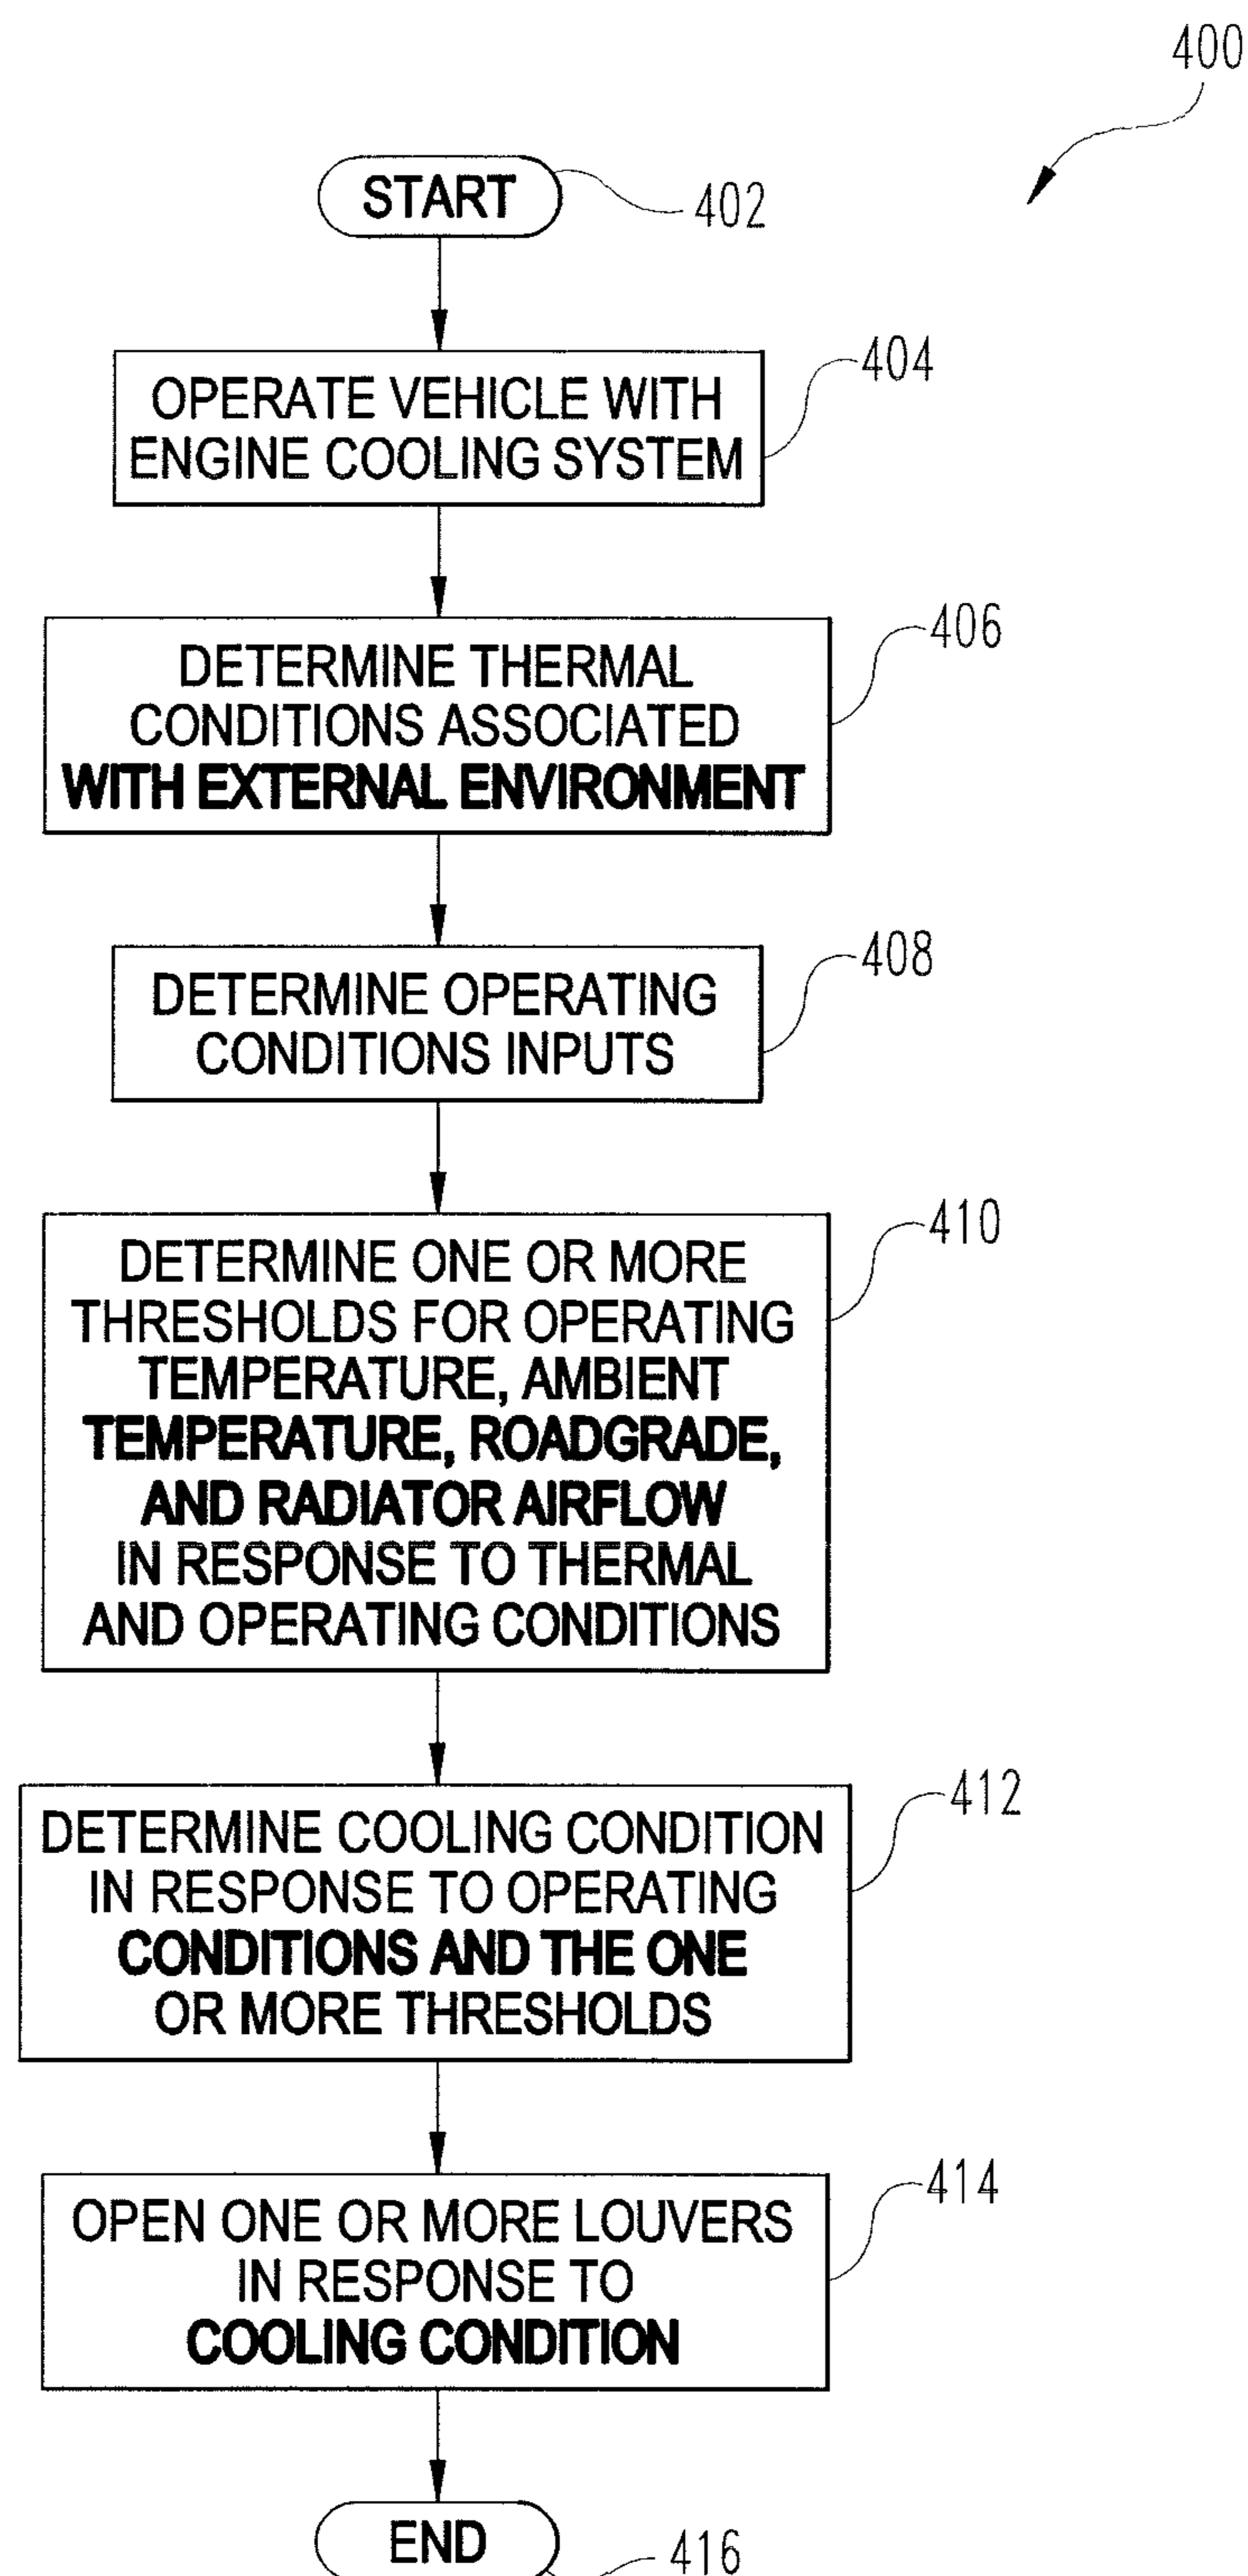 400
START
402
OPERATE VEHICLE WITH
ENGINE COOLING SYSTEM
404
DETERMINE THERMAL
CONDITIONS ASSOCIATED
WITH EXTERNAL ENVIRONMENT
406
DETERMINE OPERATING
CONDITIONS INPUTS
408
DETERMINE ONE OR MORE
THRESHOLDS FOR OPERATING
TEMPERATURE, AMBIENT
TEMPERATURE, ROADGRADE,
AND RADIATOR AIRFLOW
IN RESPONSE TO THERMAL
AND OPERATING CONDITIONS
410
DETERMINE COOLING CONDITION
IN RESPONSE TO OPERATING
CONDITIONS AND THE ONE
OR MORE THRESHOLDS
412
OPEN ONE OR MORE LOUVERS
IN RESPONSE TO
COOLING CONDITION
414
END
416